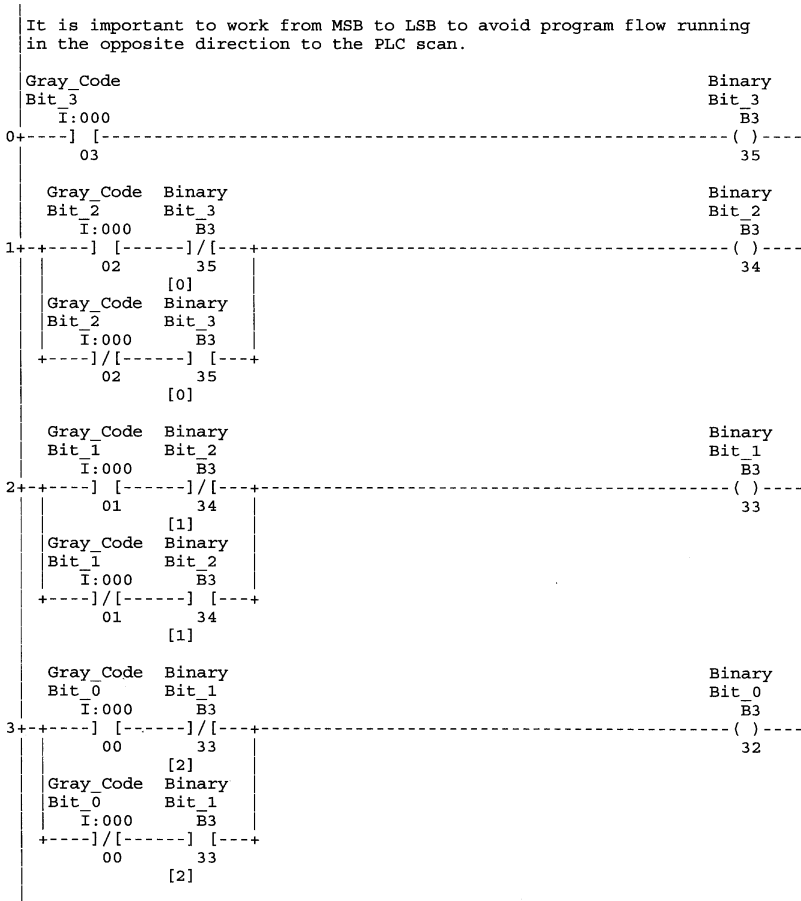 It is important to work from MSB to LSB to avoid program flow running
in the opposite direction to the PLC scan.
Gray_Code Binary
Bit_3 Bit_3
I:000 B3
0+----] [----------------------------------------------------------( )----
03 35
Gray_Code Binary Binary
Bit_2 Bit_3 Bit_2
I:000 B3 B3
1+-+----] [------]/[---+--------------------------------------------( )----
02 35 34
[0]
Gray_Code Binary
Bit_2 Bit_3
I:000 B3
+----]/[------] [---+
02 35
[0]
Gray_Code Binary Binary
Bit_1 Bit_2 Bit_1
I:000 B3 B3
2+-+----] [------]/[---+--------------------------------------------( )----
01 34 33
[1]
Gray_Code Binary
Bit_1 Bit_2
I:000 B3
+----]/[------] [---+
01 34
[1]
Gray_Code Binary Binary
Bit_0 Bit_1 Bit_0
I:000 B3 B3
3+-+----] [------]/[---+--------------------------------------------( )----
00 33 32
[2]
Gray_Code Binary
Bit_0 Bit_1
I:000 B3
+----]/[------] [---+
00 33
[2]